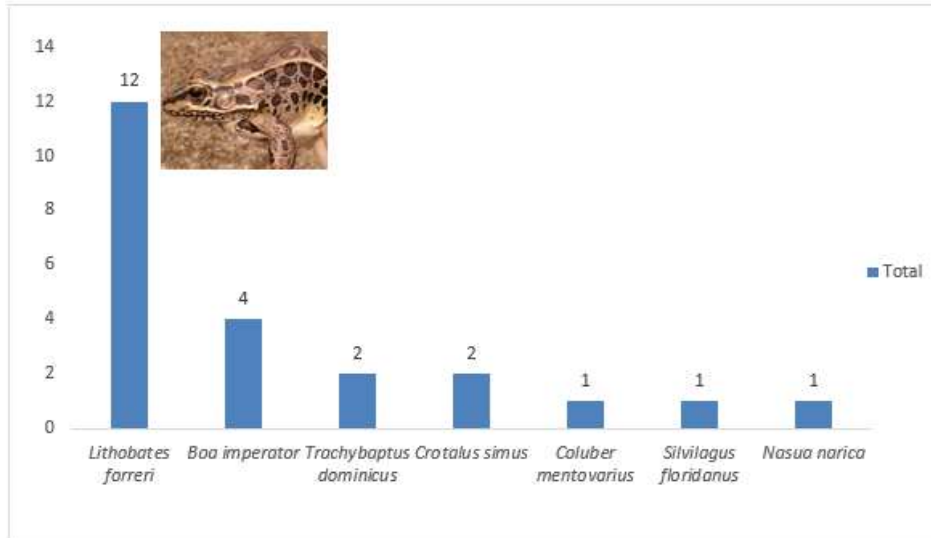 14
12
10
8
6
4
2
0
12
4
2
2
1
1
1
Total
Lithobates
forreri
Boa imperator
Trachybaptus
dominicus
Crotalus simus
Coluber
mentovarius
Silvilagus
floridanus
Nasua narica